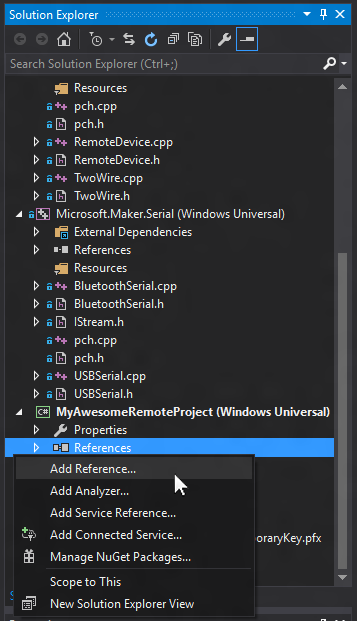 Solution Explorer
Search Solution Explorer (Ctrl+;)
Resources
pch.cpp
pch.h
RemoteDevice.cpp
RemoteDevice.h
TwoWire.cpp
TwoWire.h
Microsoft.Maker.Serial (Windows Universal)
External Dependencies
References
Resources
BluetoothSerial.cpp
BluetoothSerial.h
IStream.h
pch.cpp
pch.h
USBSerial.cpp
USBSerial.h
C# MyAwesomeRemoteProject (Windows Universal)
Properties
References
Add Reference...
Add Analyzer...
Add Service Reference...
Add Connected Service...
oraryKey.pfx
Manage NuGet Packages...
Scope to This
New Solution Explorer View